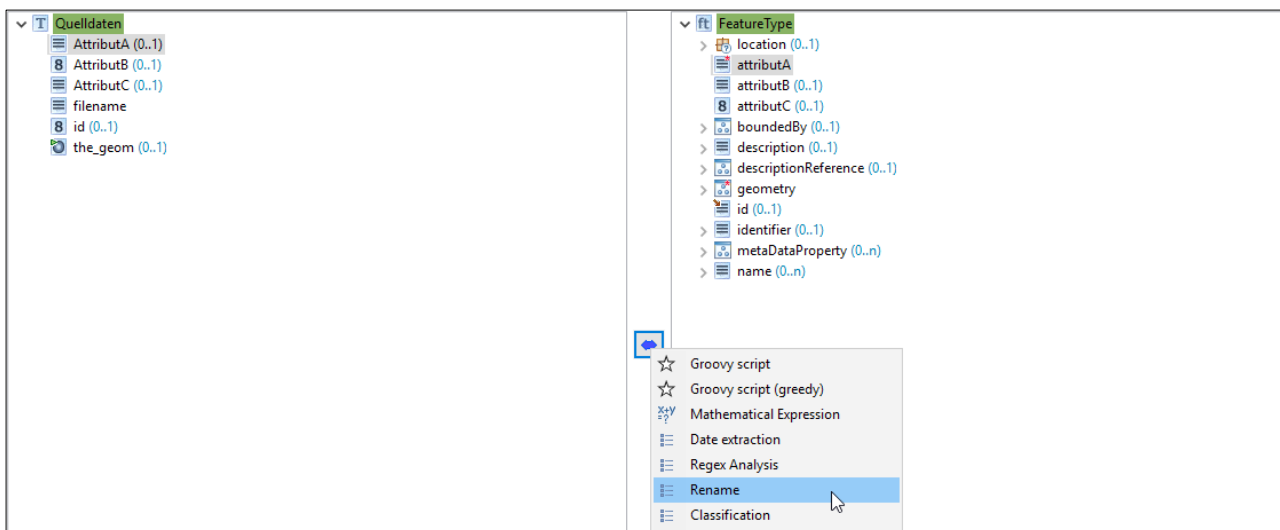 Quelldaten
AttributA (0..1)
AttributB (0..1)
AttributC (0..1)
filename
id (0..1)
the_geom (0..1)
FeatureType
location (0..1)
attributA
attributB (0..1)
attributC (0..1)
boundedBy (0..1)
description (0..1)
descriptionReference (0..1)
geometry
id (0..1)
identifier (0..1)
metaDataProperty (0..n)
name (0..n)
Groovy script
Groovy script (greedy)
Mathematical Expression
Date extraction
Regex Analysis
Rename
Classification